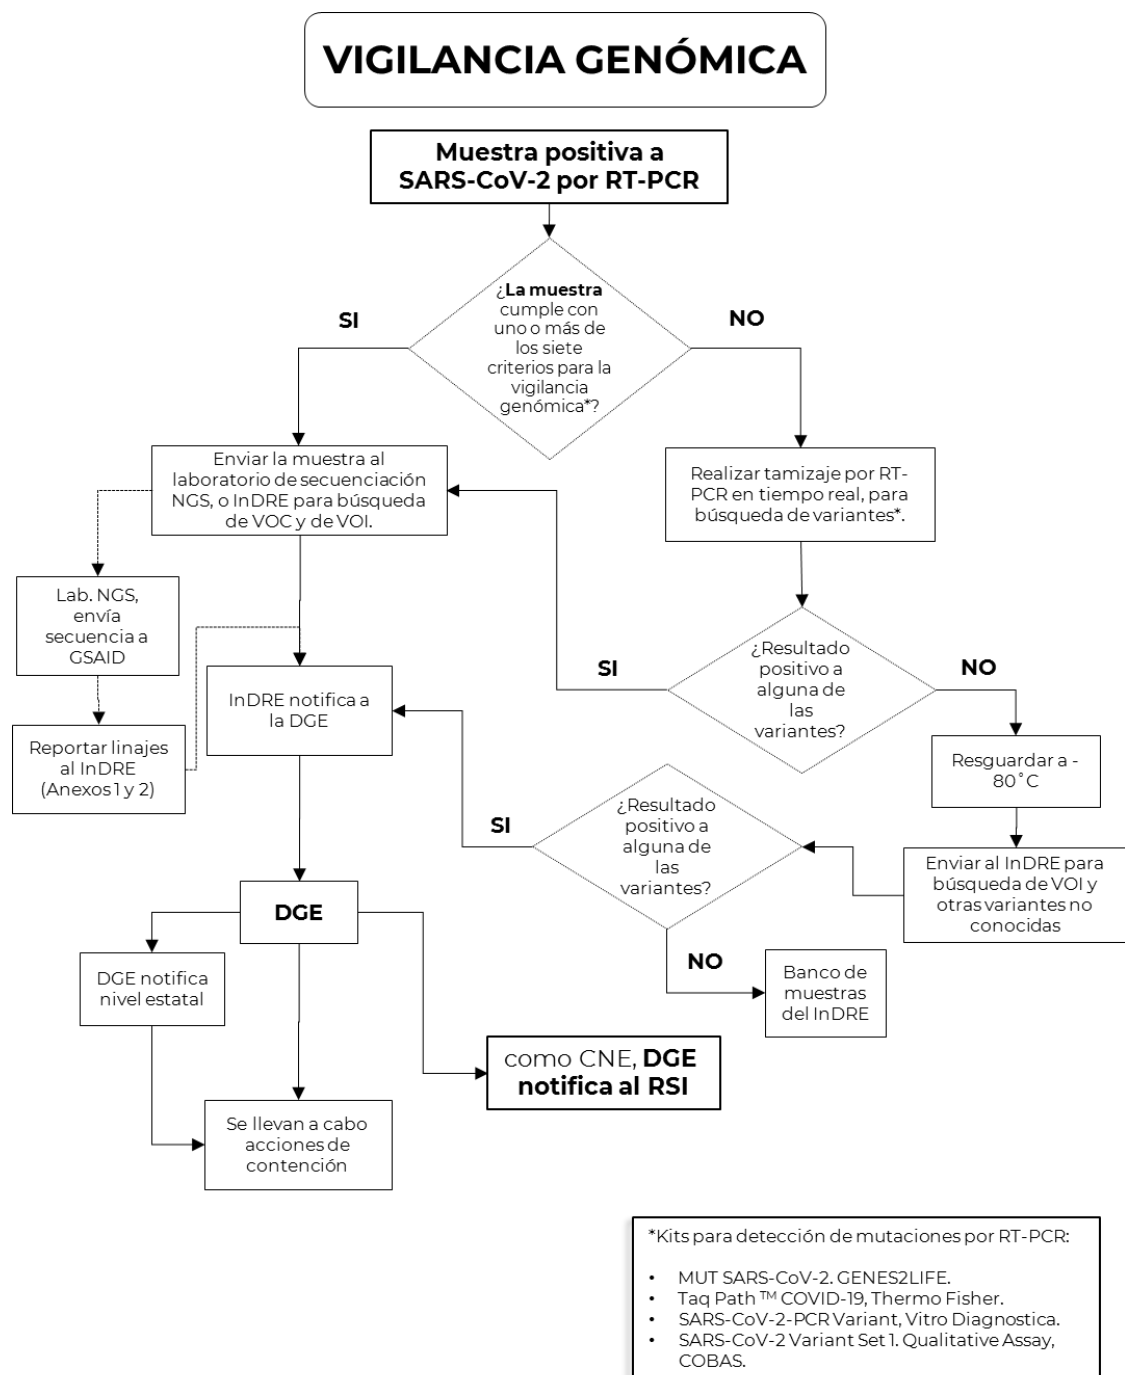 VIGILANCIA GENÓMICA
Muestra positiva a
SARS-CoV-2 por RT-PCR
¿La muestra
cumple con
uno o más de
los siete
criterios para la
vigilancia
genómica*?
SI
NO
Enviar la muestra al
laboratorio de secuenciación
NGS, o InDRE para búsqueda
de VOC y de VOI.
Realizar tamizaje por RT-
PCR en tiempo real, para
búsqueda de variantes*.
Lab. NGS,
envía
secuencia a
GSAID
¿Resultado
positivo a
alguna de
las
variantes?
SI
NO
InDRE notifica a
la DGE
Reportar linajes
al InDRE
(Anexos 1 y 2)
Resguardar a -
80°C
¿Resultado
positivo a
alguna de
las
variantes?
SI
Enviar al InDRE para
búsqueda de VOI y
otras variantes no
conocidas
DGE
NO
Banco de
muestras
del InDRE
DGE notifica
nivel estatal
como CNE, DGE
notifica al RSI
Se llevan a cabo
acciones de
contención
*Kits para detección de mutaciones por RT-PCR:
• MUT SARS-CoV-2. GENES2LIFE.
• Taq Path ™ COVID-19, Thermo Fisher.
• SARS-CoV-2-PCR Variant, Vitro Diagnostica.
• SARS-CoV-2 Variant Set 1. Qualitative Assay,
COBAS.